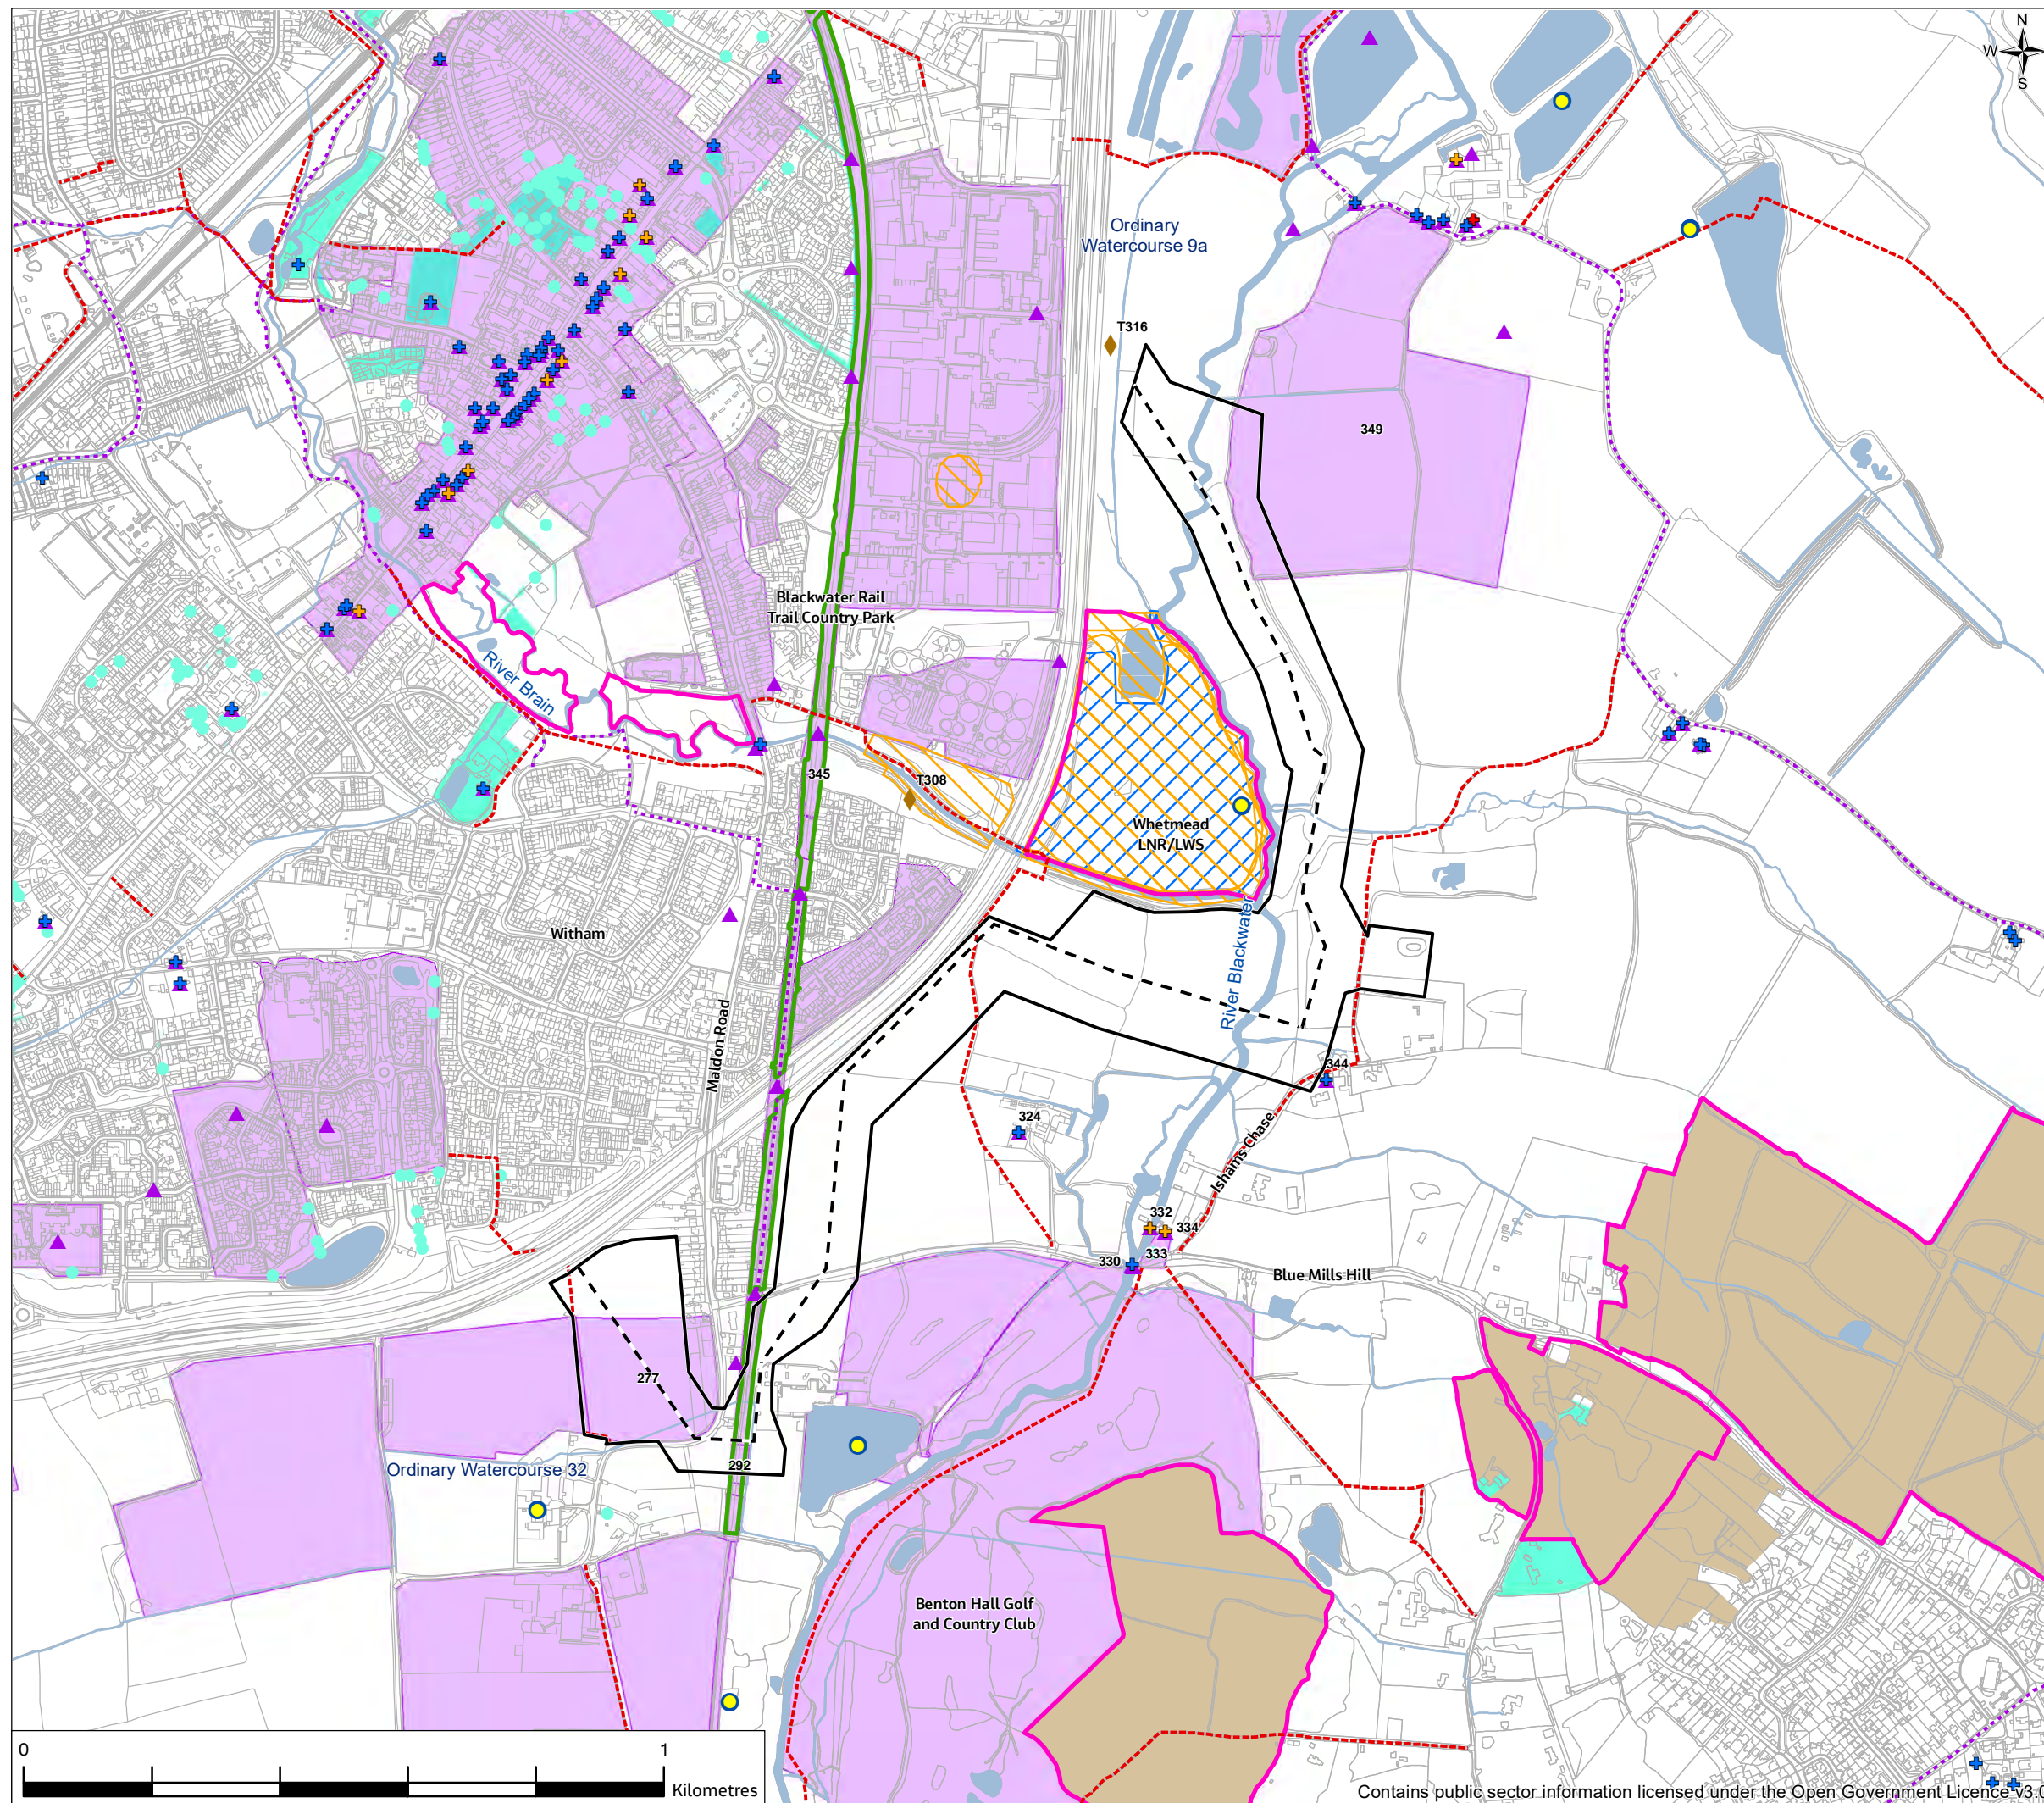 N
W
S
Ordinary
Watercourse 9a
T316
349
Blackwater Rail
Trail Country Park
River Brain
345
T308
Whetmead
LNR/LWS
Witham
River Blackwater
Maldon Road
344
324
Ishams Chase
332
334
333
330
Blue Mills Hill
277
292
Ordinary Watercourse 32
Benton Hall Golf
and Country Club
0
1
Kilometres
Contains public sector information licensed under the Open Government Licence v3.0